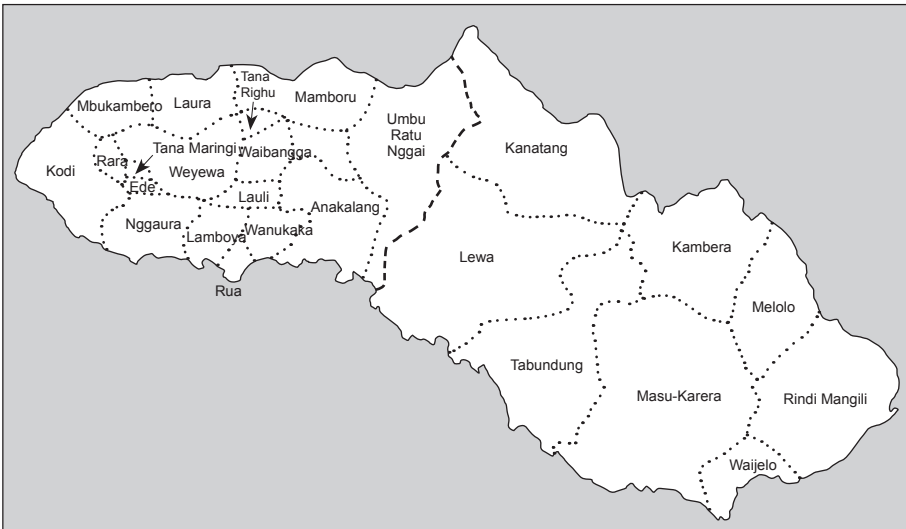 Tana
Righu
Mamboru
Mbukambero
Laura
Umbu
Ratu
Nggai
Kanatang
Tana Maringi
Waibangga
Rara
Kodi
Weyewa
Ede
Lauli
Anakalang
Nggaura
Lamboya
Wanukaka
Rua
Lewa
Kambera
Melolo
Tabundung
Masu-Karera
Rindi Mangili
Waijelo